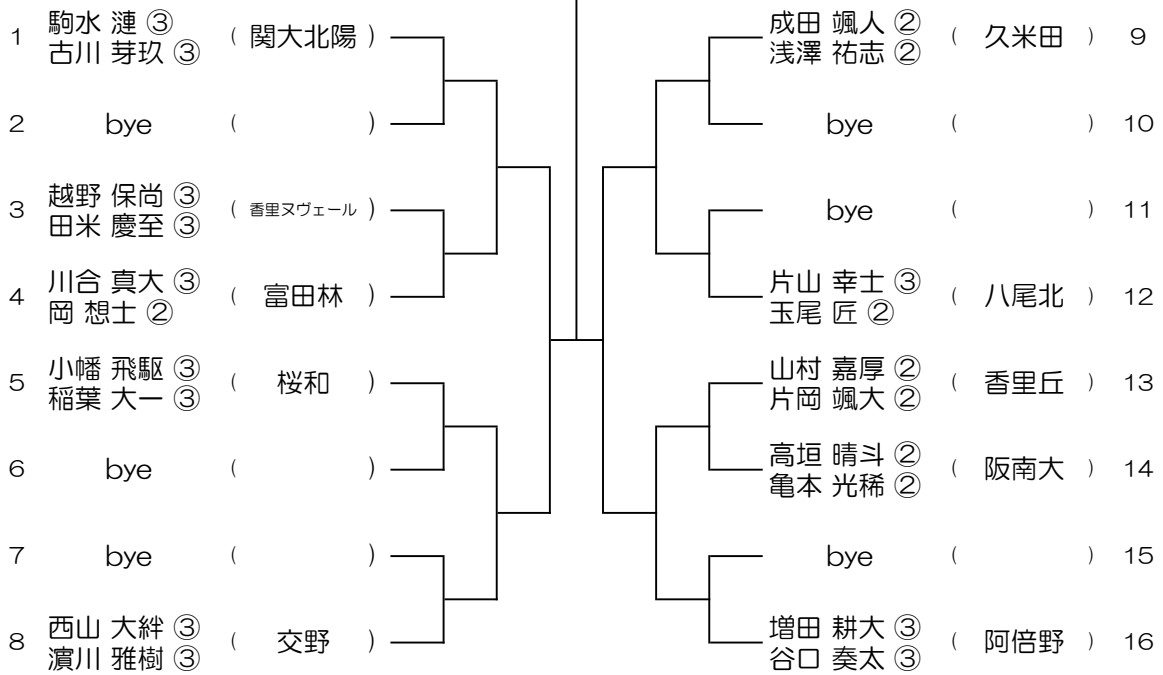 1 駒水 漣 ③
古川 芽玖 ③ ( 関大北陽 )
2 bye ( )
3 越野 保尚 ③
田米 慶至 ③ ( 香里ヌヴェール )
4 川合 真大 ③
岡 想士 ② ( 富田林 )
5 小幡 飛駆 ③
稲葉 大一 ③ ( 桜和 )
6 bye ( )
7 bye ( )
8 西山 大絆 ③
濵川 雅樹 ③ ( 交野 )
成田 颯人 ②
浅澤 祐志 ② ( 久米田 ) 9
bye ( ) 10
bye ( ) 11
片山 幸士 ③
玉尾 匠 ② ( 八尾北 ) 12
山村 嘉厚 ②
片岡 颯大 ② ( 香里丘 ) 13
高垣 晴斗 ②
亀本 光稀 ② ( 阪南大 ) 14
bye ( ) 15
増田 耕大 ③
谷口 奏太 ③ ( 阿倍野 ) 16